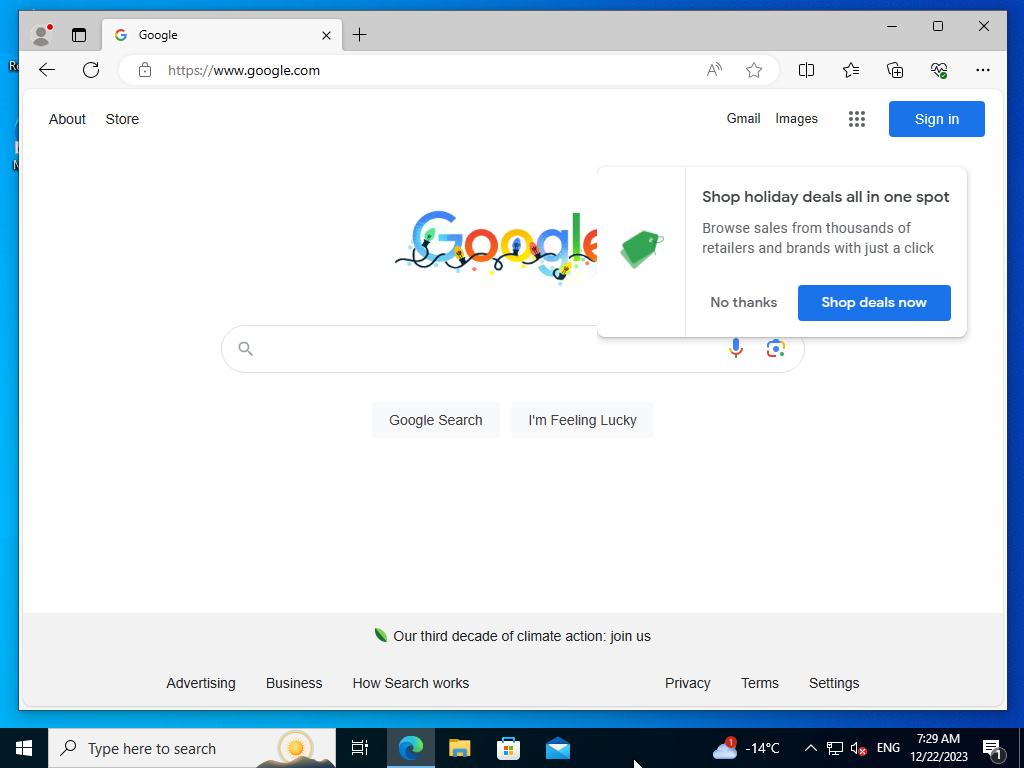 Google
https://www.google.com
About Store Gmail Images Sign in
Shop holiday deals all in one spot
Browse sales from thousands of
retailers and brands with just a click
No thanks Shop deals now
Google
Google Search I'm Feeling Lucky
Our third decade of climate action: join us
Advertising Business How Search works Privacy Terms Settings
Type here to search 1 -14°C ENG 7:29 AM
12/22/2023 1